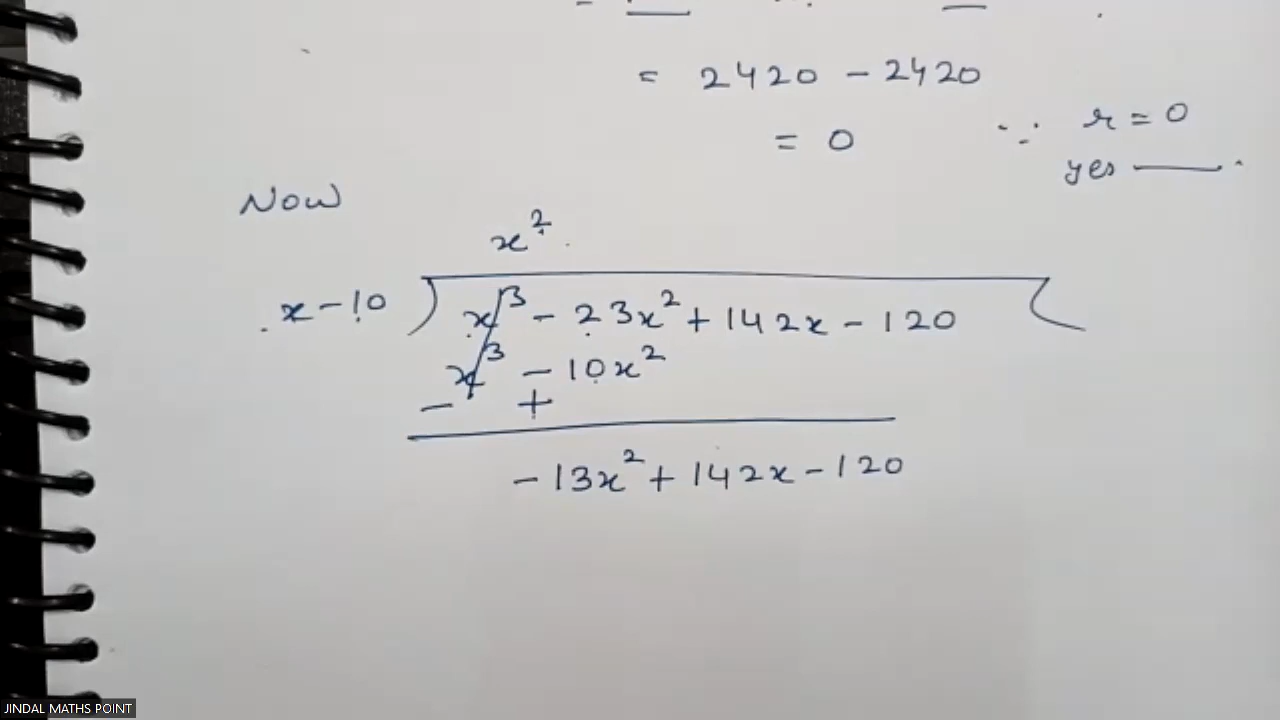 = 2420 - 2420
= 0 ∵ r = 0
yes
Now
x²
x - 10 ) x³ - 23x² + 142x - 120 (
x³ - 10x²
- +
- 13x² + 142x - 120
JINDAL MATHS POINT